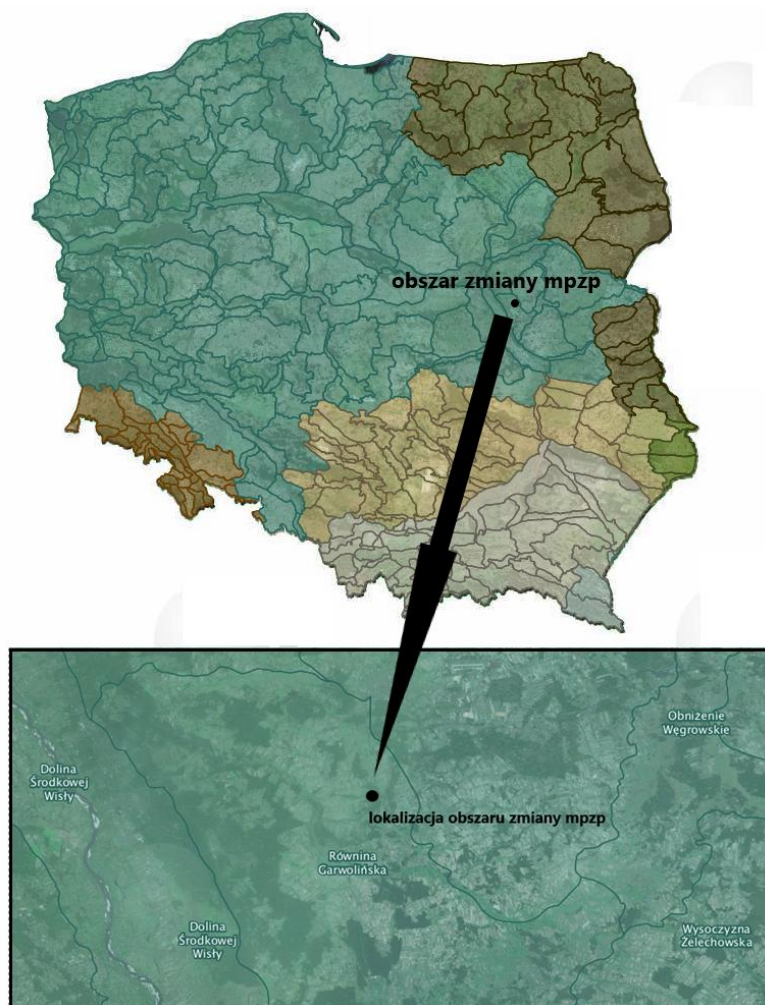 obszar zmiany mpzp
Obniżenie
Węgrowskie
Dolina
Środkowej
Wisły
lokalizacja obszaru zmiany mpzp
Równina
Garwolińska
Dolina
Środkowej
Wisły
Wysoczyzna
Żelechowska